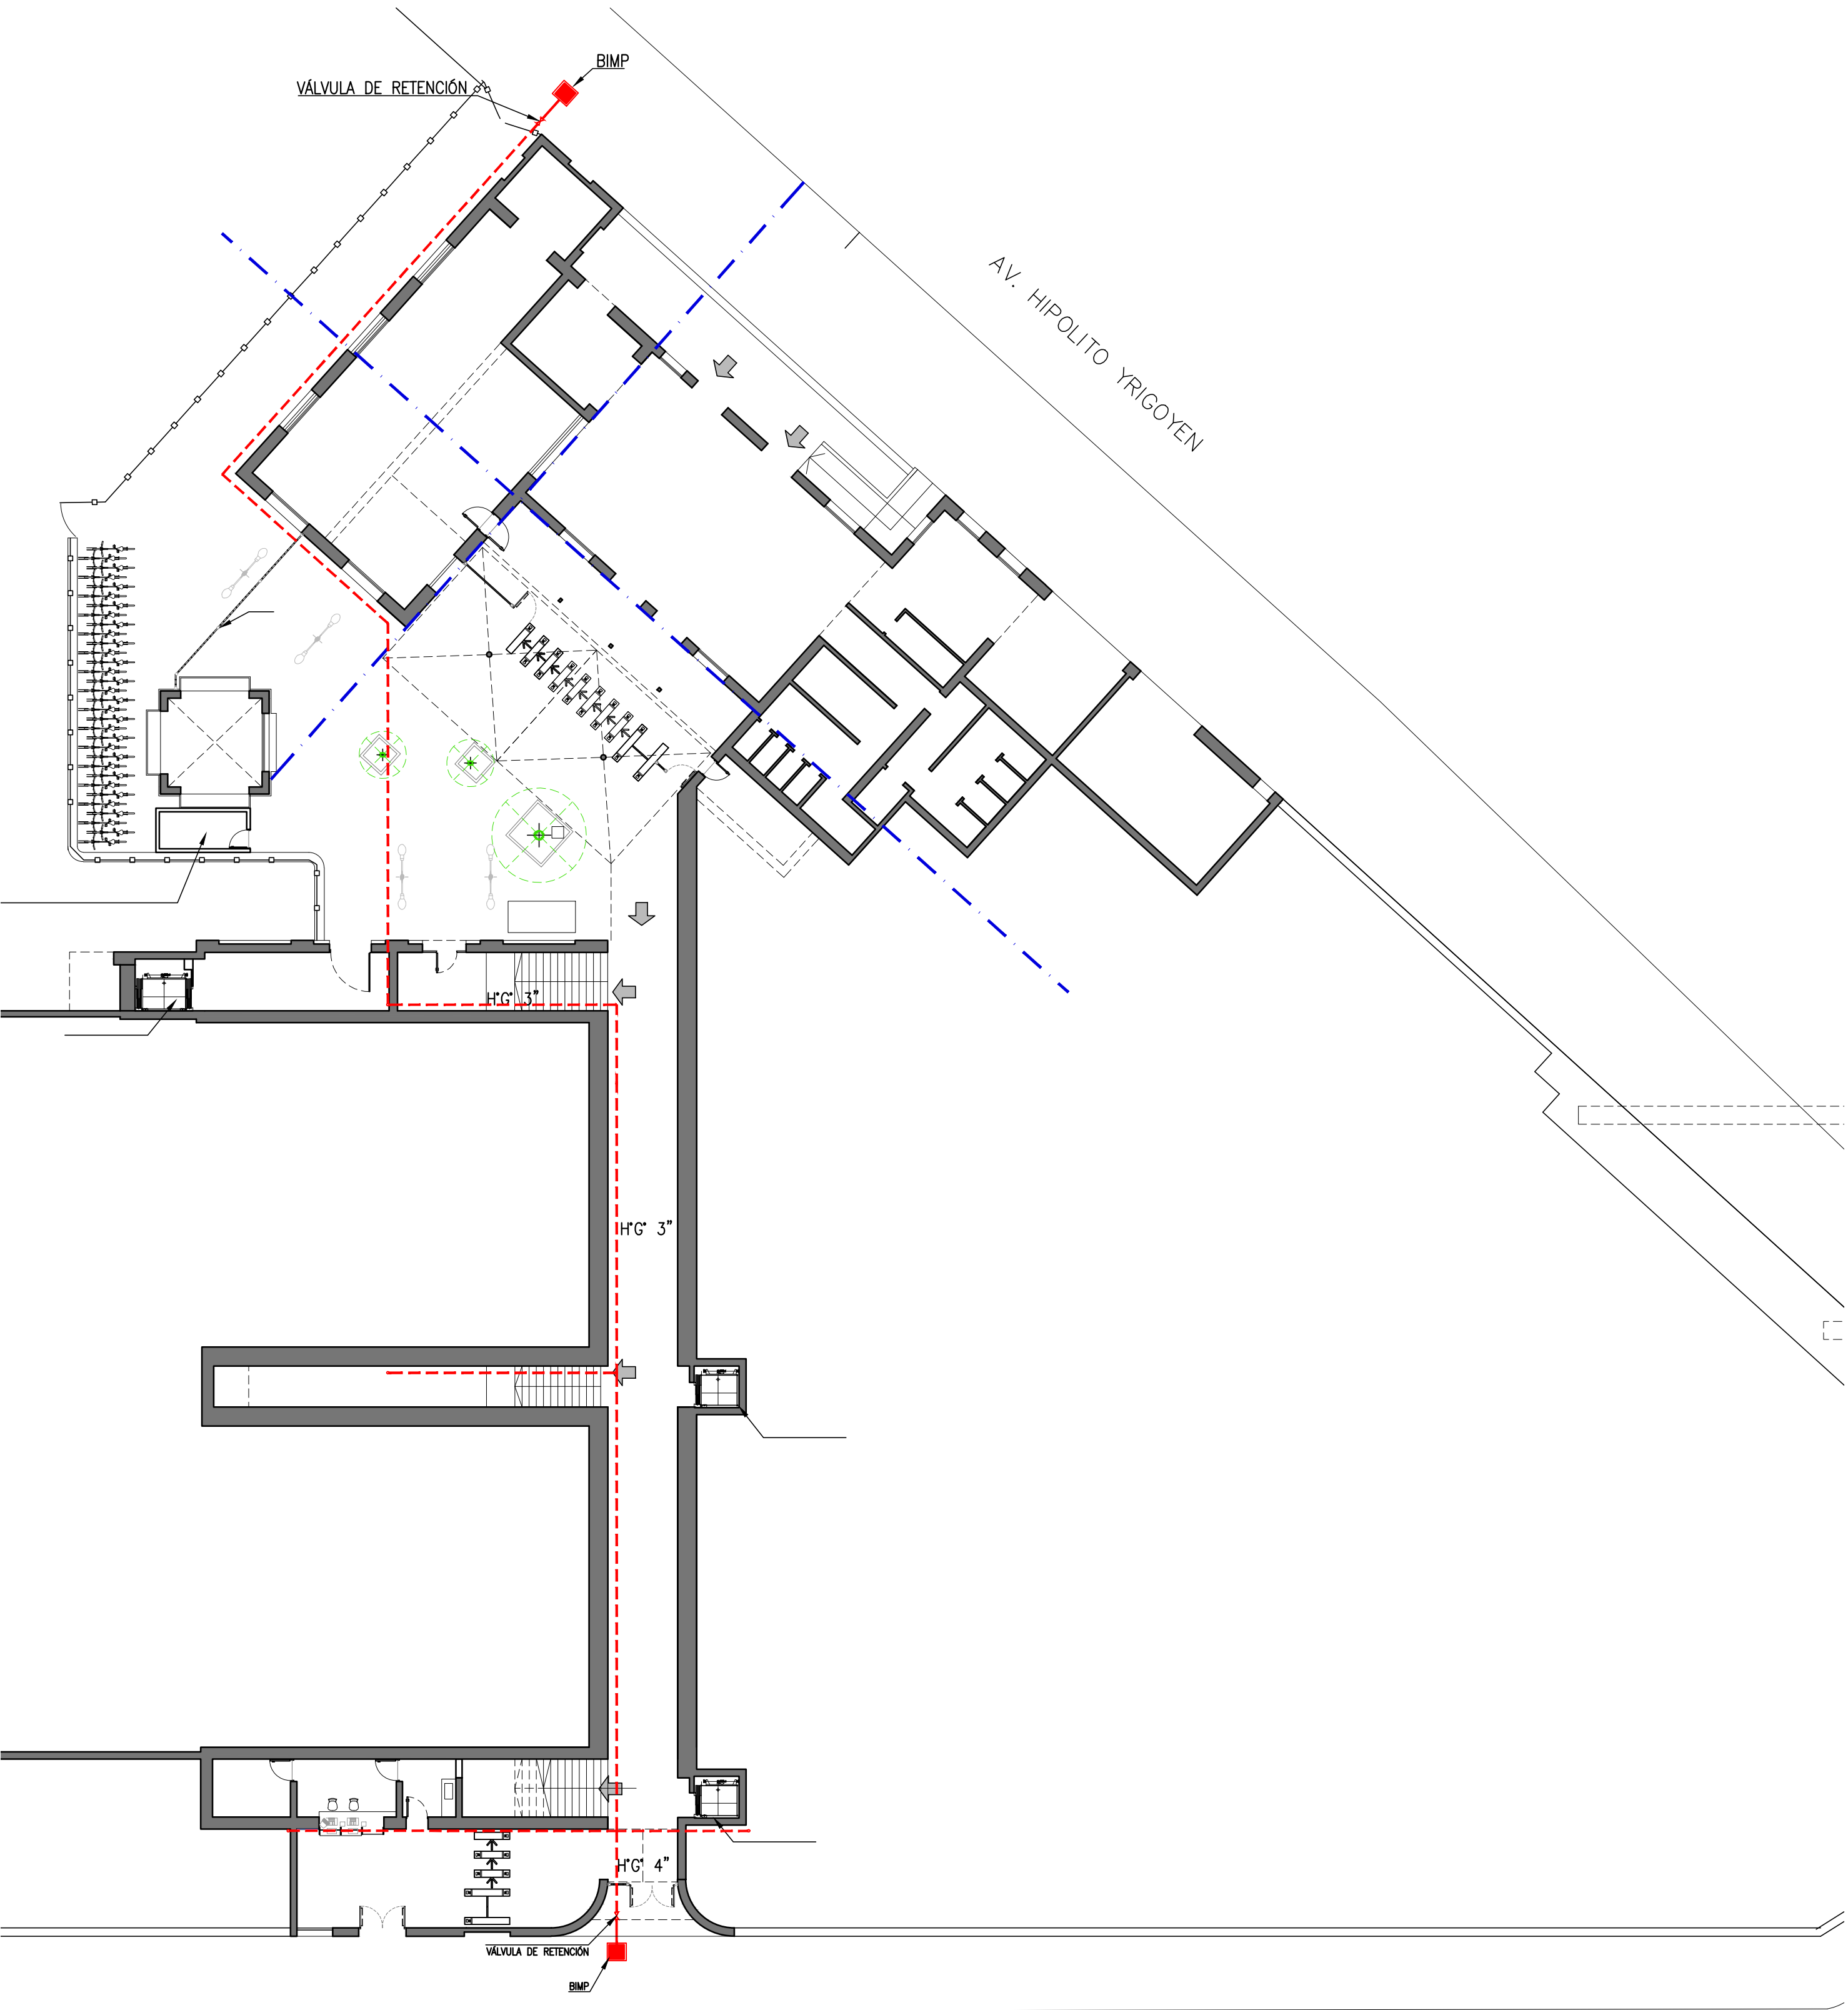 BIMP
VÁLVULA DE RETENCIÓN
AV. HIPOLITO YRIGOYEN
H°G° 3"
H°G° 3"
H°G° 4"
VÁLVULA DE RETENCIÓN
BIMP